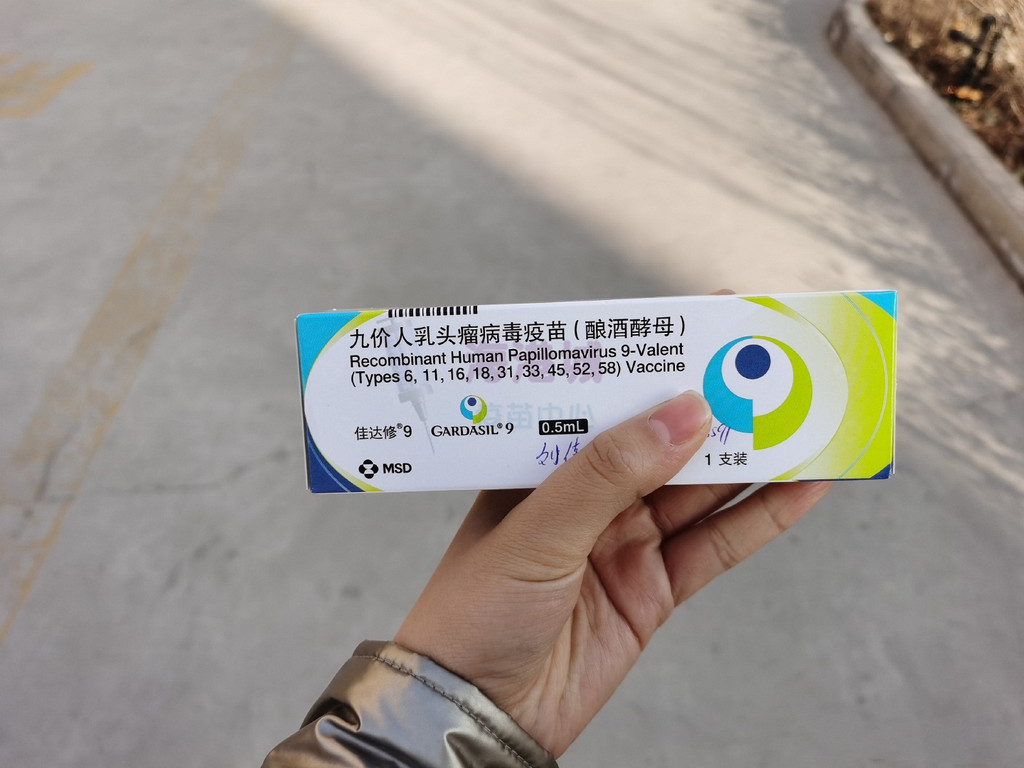 九价人乳头瘤病毒疫苗（酿酒酵母）
Recombinant Human Papillomavirus 9-Valent
(Types 6, 11, 16, 18, 31, 33, 45, 52, 58) Vaccine
佳达修®9
GARDASIL®9
0.5mL
MSD
1 支装